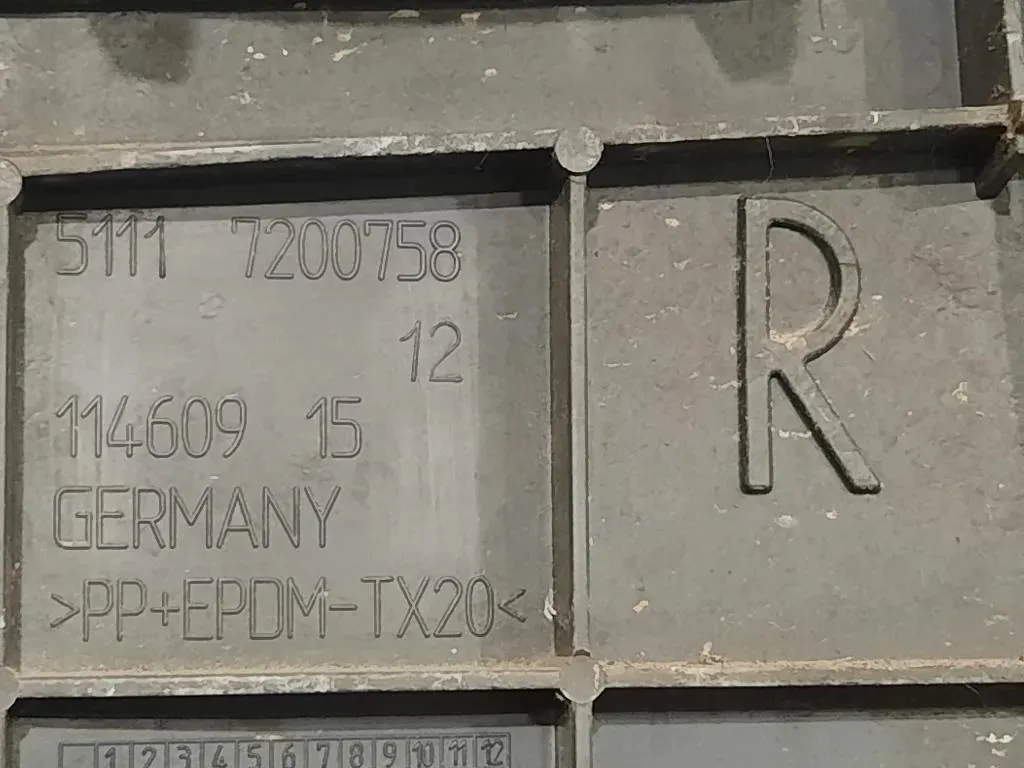 5111 7200758
12
114609 15
GERMANY
>PP+EPDM-TX20<
R
1 2 3 4 5 6 7 8 9 10 11 12